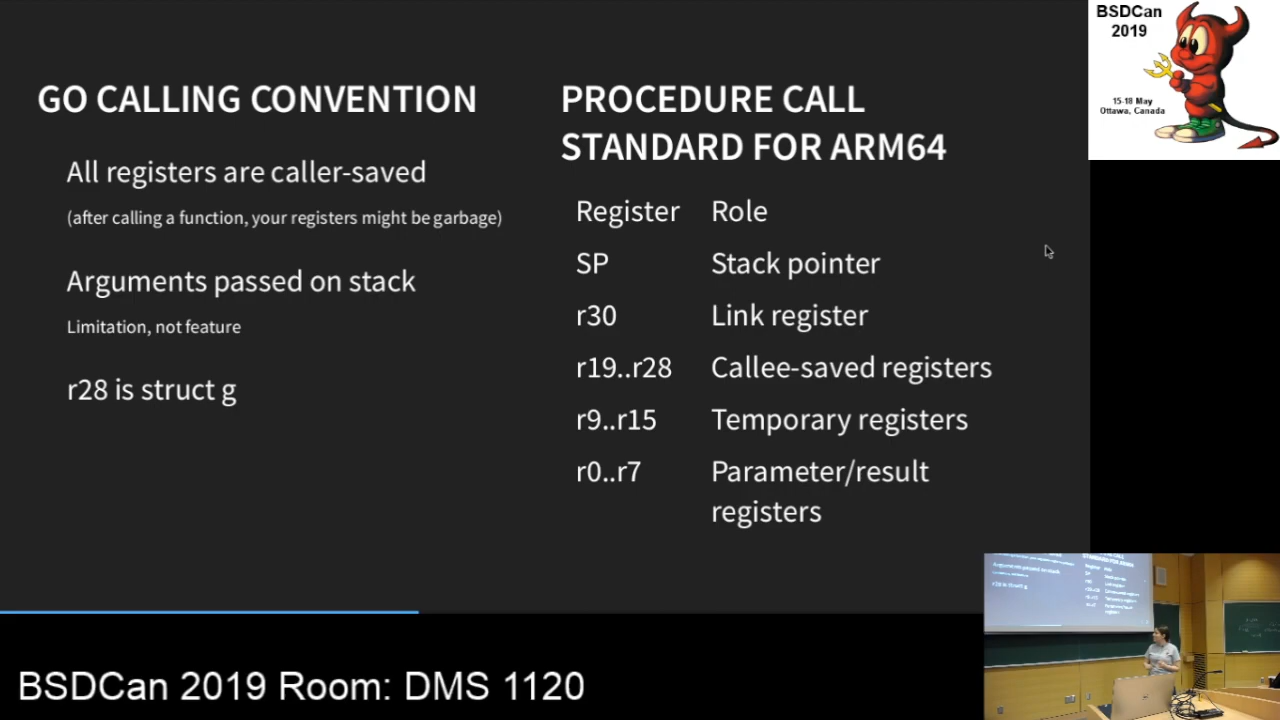 GO CALLING CONVENTION
All registers are caller-saved
(after calling a function, your registers might be garbage)
Arguments passed on stack
Limitation, not feature
r28 is struct g
PROCEDURE CALL
STANDARD FOR ARM64
Register Role
SP Stack pointer
r30 Link register
r19..r28 Callee-saved registers
r9..r15 Temporary registers
r0..r7 Parameter/result
registers
BSDCan
2019
15-18 May
Ottawa, Canada
BSDCan 2019 Room: DMS 1120